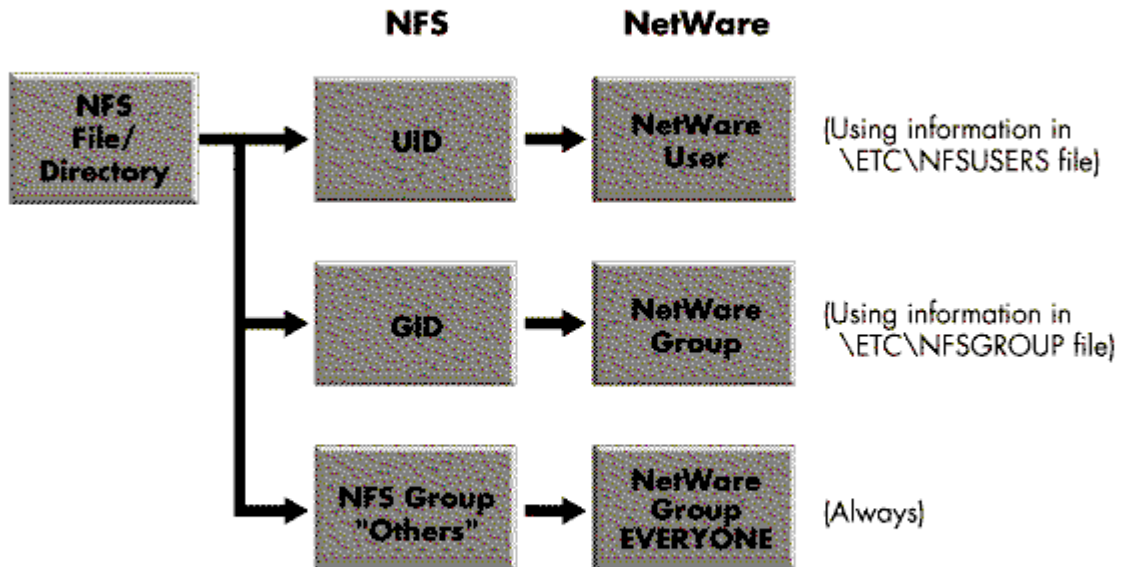 NFS
NetWare
NFS
File/
Directory
UID
NetWare
User
(Using information in
\ETC\NFSUSERS file)
GID
NetWare
Group
(Using information in
\ETC\NFSGROUP file)
NFS Group
"Others"
NetWare
Group
EVERYONE
(Always)